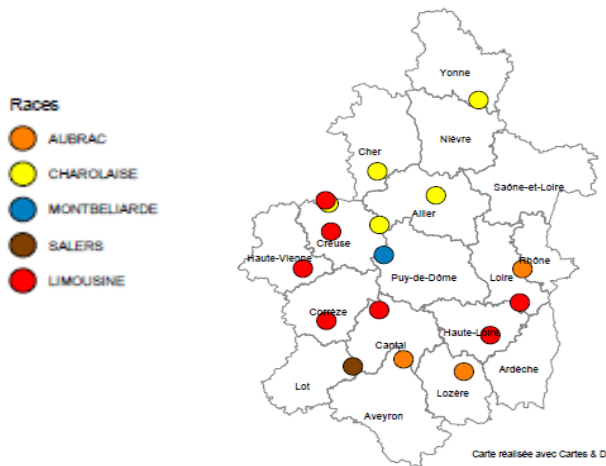 Races
AUBRAC
CHAROLAISE
MONTBELIARDE
SALERS
LIMOUSINE
Yonne
Nièvre
Cher
Saône-et-Loire
Allier
Creuse
Haute-Vienne
Rhône
Loire
Puy-de-Dôme
Corrèze
Haute-Loire
Cantal
Ardèche
Lot
Lozère
Aveyron
Carte réalisée avec Cartes & D